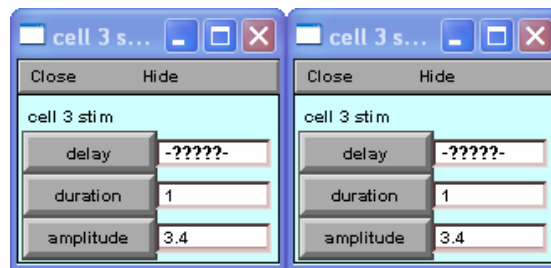 cell 3 s...
Close Hide
cell 3 stim
delay -?????-
duration 1
amplitude 3.4
cell 3 s...
Close Hide
cell 3 stim
delay -?????-
duration 1
amplitude 3.4